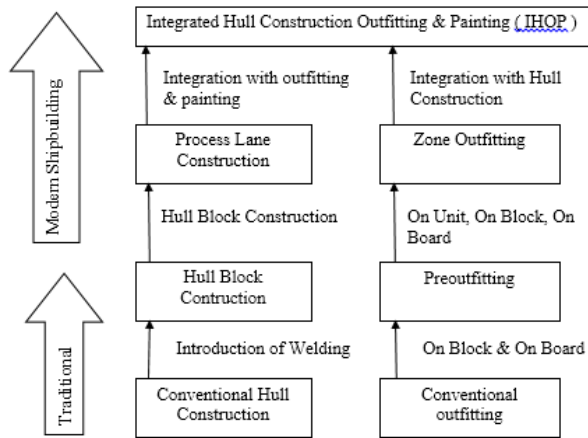 Integrated Hull Construction Outfitting & Painting ( IHOP )
Integration with outfitting
& painting
Integration with Hull
Construction
Modern Shipbuilding
Process Lane
Construction
Zone Outfitting
Hull Block Construction
On Unit, On Block, On
Board
Hull Block
Contruction
Preoutfitting
Traditional
Introduction of Welding
On Block & On Board
Conventional Hull
Construction
Conventional
outfitting